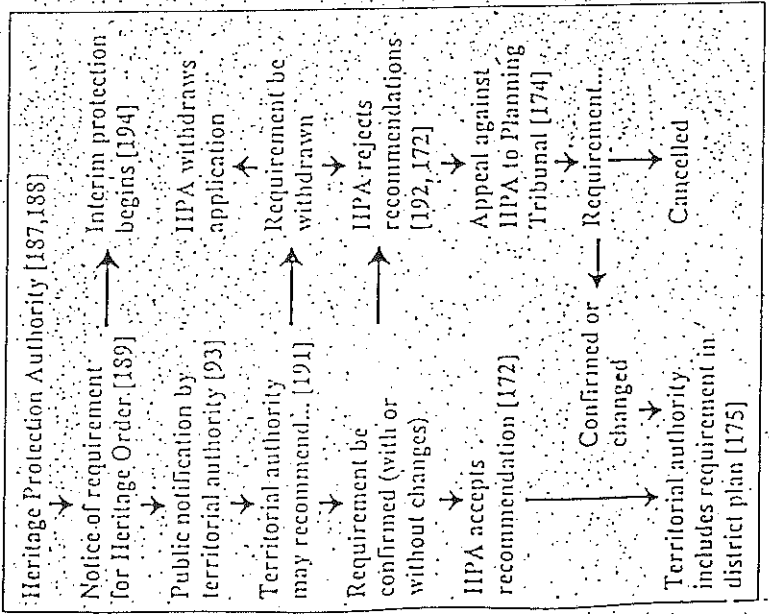 Heritage Protection Authority [187,188]
Notice of requirement
for Heritage Order [189]
Interim protection
begins [194]
Public notification by
territorial authority [93]
HPA withdraws
application
Territorial authority
may recommend... [191]
Requirement be
withdrawn
Requirement be
confirmed (with or
without changes)
HPA rejects
recommendations
[192, 172]
HPA accepts
recommendation [172]
Appeal against
HPA to Planning
Tribunal [174]
Confirmed or
changed
Requirement...
Territorial authority
includes requirement in
district plan [175]
Cancelled